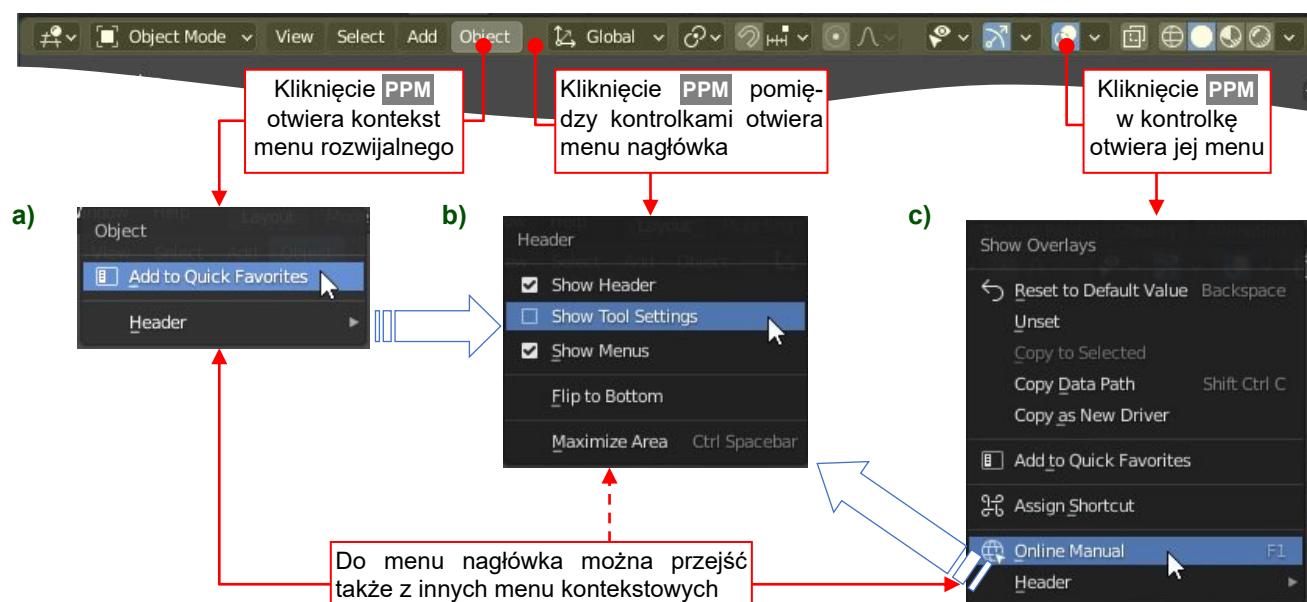 Object Mode View Select Add Object Global
Kliknięcie PPM
otwiera kontekst
menu rozwijalnego
Kliknięcie PPM pomię-
dzy kontrolkami otwiera
menu nagłówka
Kliknięcie PPM
w kontrolkę
otwiera jej menu
a)
Object
Add to Quick Favorites
Header
b)
Header
Show Header
Show Tool Settings
Show Menus
Flip to Bottom
Maximize Area Ctrl Spacebar
c)
Show Overlays
Reset to Default Value Backspace
Unset
Copy to Selected
Copy Data Path Shift Ctrl C
Copy as New Driver
Add to Quick Favorites
Assign Shortcut
Online Manual F1
Header
Do menu nagłówka można przejść
także z innych menu kontekstowych